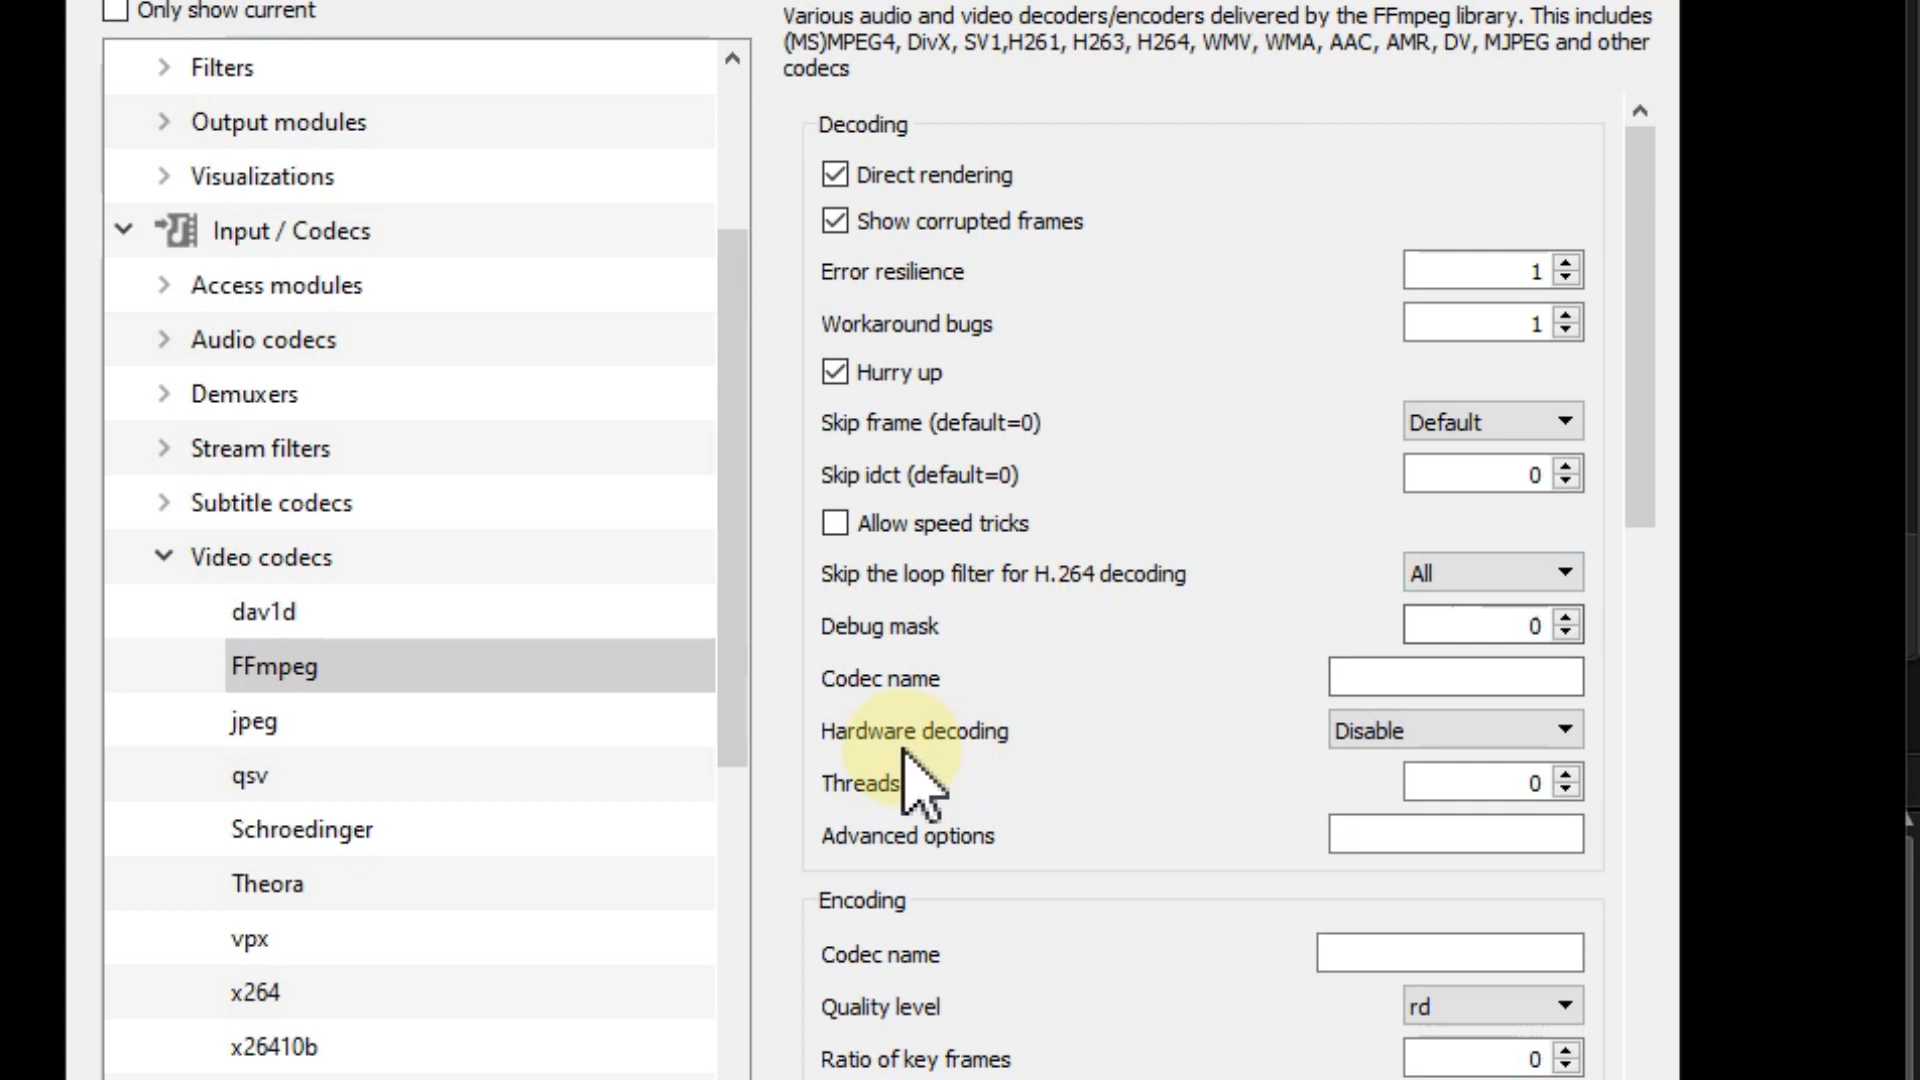 Only show current
Filters
Output modules
Visualizations
Input / Codecs
Access modules
Audio codecs
Demuxers
Stream filters
Subtitle codecs
Video codecs
dav1d
FFmpeg
jpeg
qsv
Schroedinger
Theora
vpx
x264
x26410b
Various audio and video decoders/encoders delivered by the FFmpeg library. This includes
(MS)MPEG4, DivX, SV1,H261, H263, H264, WMV, WMA, AAC, AMR, DV, MJPEG and other
codecs
Decoding
Direct rendering
Show corrupted frames
Error resilience 1
Workaround bugs 1
Hurry up
Skip frame (default=0) Default
Skip idct (default=0) 0
Allow speed tricks
Skip the loop filter for H.264 decoding All
Debug mask 0
Codec name
Hardware decoding Disable
Threads 0
Advanced options
Encoding
Codec name
Quality level rd
Ratio of key frames 0